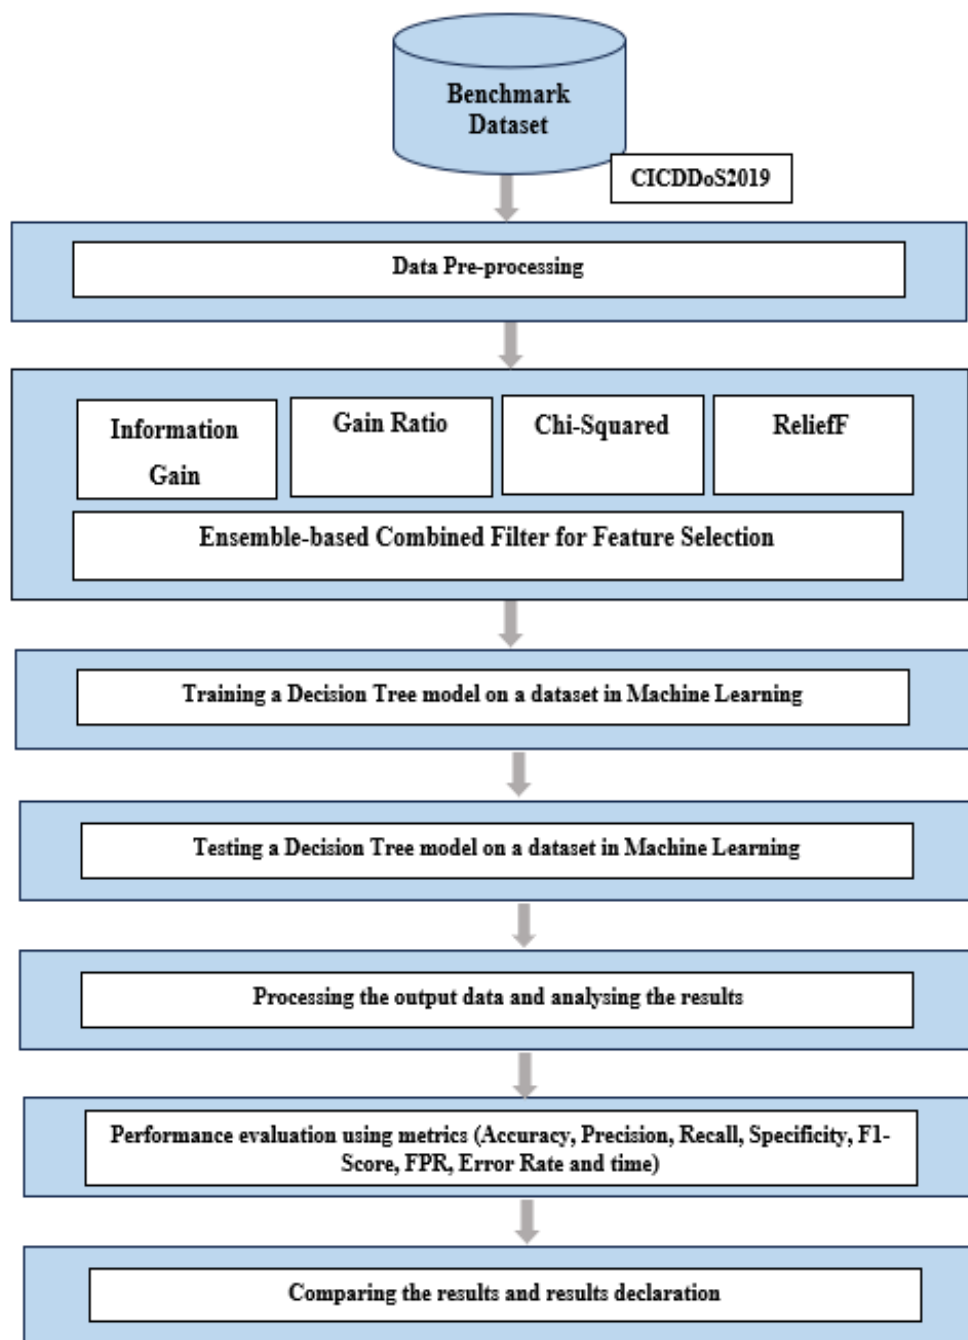 Benchmark
Dataset
CICDDoS2019
Data Pre-processing
Information
Gain
Gain Ratio
Chi-Squared
ReliefF
Ensemble-based Combined Filter for Feature Selection
Training a Decision Tree model on a dataset in Machine Learning
Testing a Decision Tree model on a dataset in Machine Learning
Processing the output data and analysing the results
Performance evaluation using metrics (Accuracy, Precision, Recall, Specificity, F1-
Score, FPR, Error Rate and time)
Comparing the results and results declaration